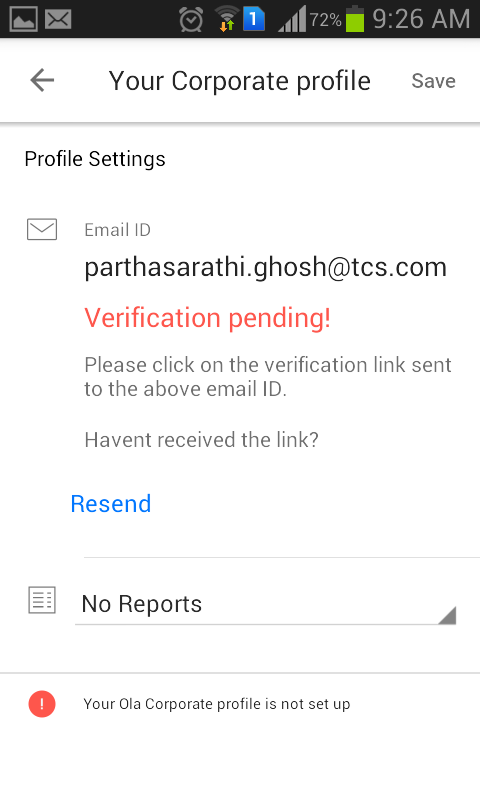 1 72% 9:26 AM
Your Corporate profile Save
Profile Settings
Email ID
parthasarathi.ghosh@tcs.com
Verification pending!
Please click on the verification link sent
to the above email ID.
Havent received the link?
Resend
No Reports
! Your Ola Corporate profile is not set up